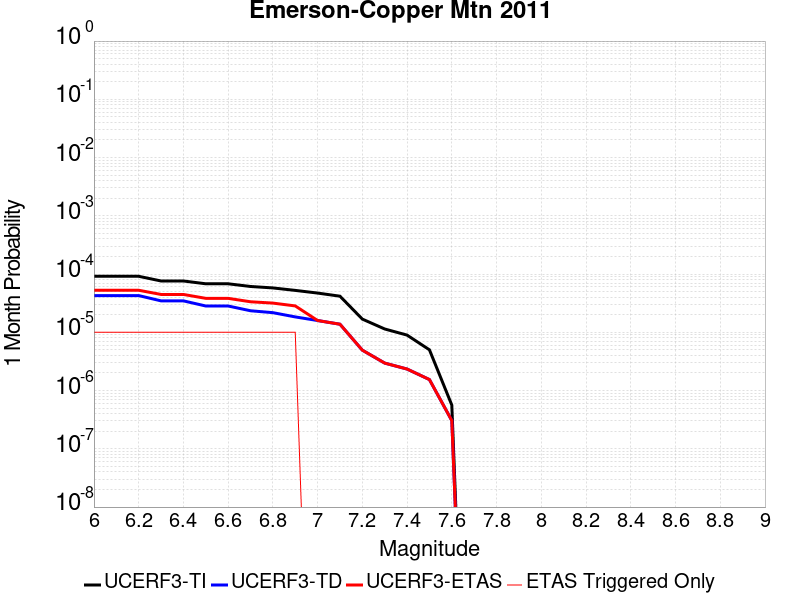 Emerson-Copper Mtn 2011
1 Month Probability
10^0
10^-1
10^-2
10^-3
10^-4
10^-5
10^-6
10^-7
10^-8
6 6.2 6.4 6.6 6.8 7 7.2 7.4 7.6 7.8 8 8.2 8.4 8.6 8.8 9
Magnitude
UCERF3-TI UCERF3-TD UCERF3-ETAS ETAS Triggered Only